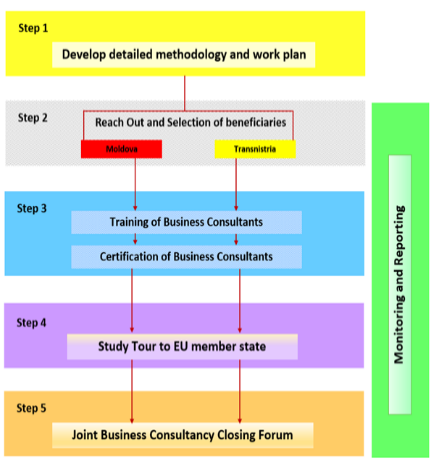 Step 1
Develop detailed methodology and work plan
Step 2
Reach Out and Selection of beneficiaries
Moldova
Transnistria
Step 3
Training of Business Consultants
Certification of Business Consultants
Step 4
Study Tour to EU member state
Step 5
Joint Business Consultancy Closing Forum
Monitoring and Reporting